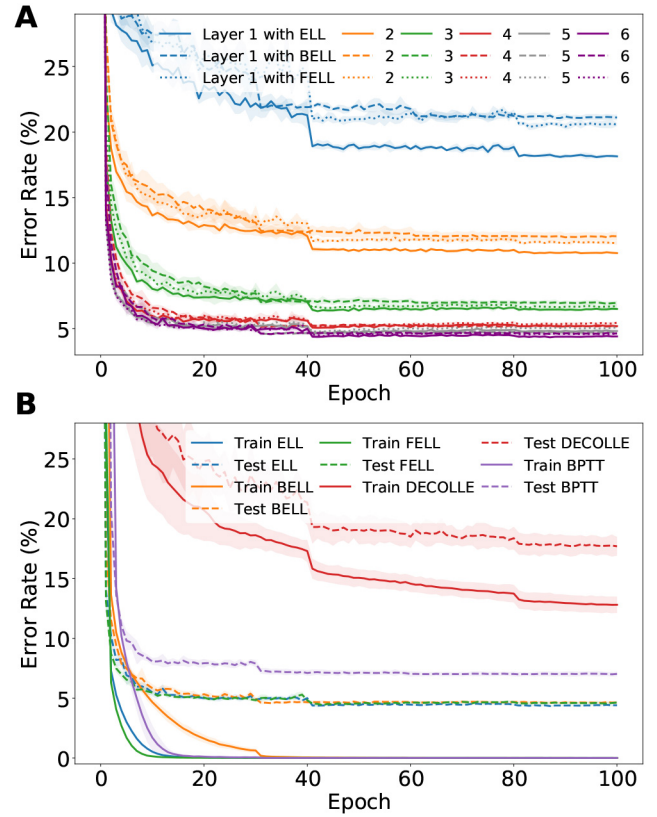 A
Layer 1 with ELL 2 3 4 5 6
Layer 1 with BELL 2 3 4 5 6
Layer 1 with FELL 2 3 4 5 6
25
20
15
10
5
Error Rate (%)
0 20 40 60 80 100
Epoch
B
Train ELL Train FELL Test DECOLLE
Test ELL Test FELL Train BPTT
Train BELL Train DECOLLE Test BPTT
Test BELL
25
20
15
10
5
0
Error Rate (%)
0 20 40 60 80 100
Epoch